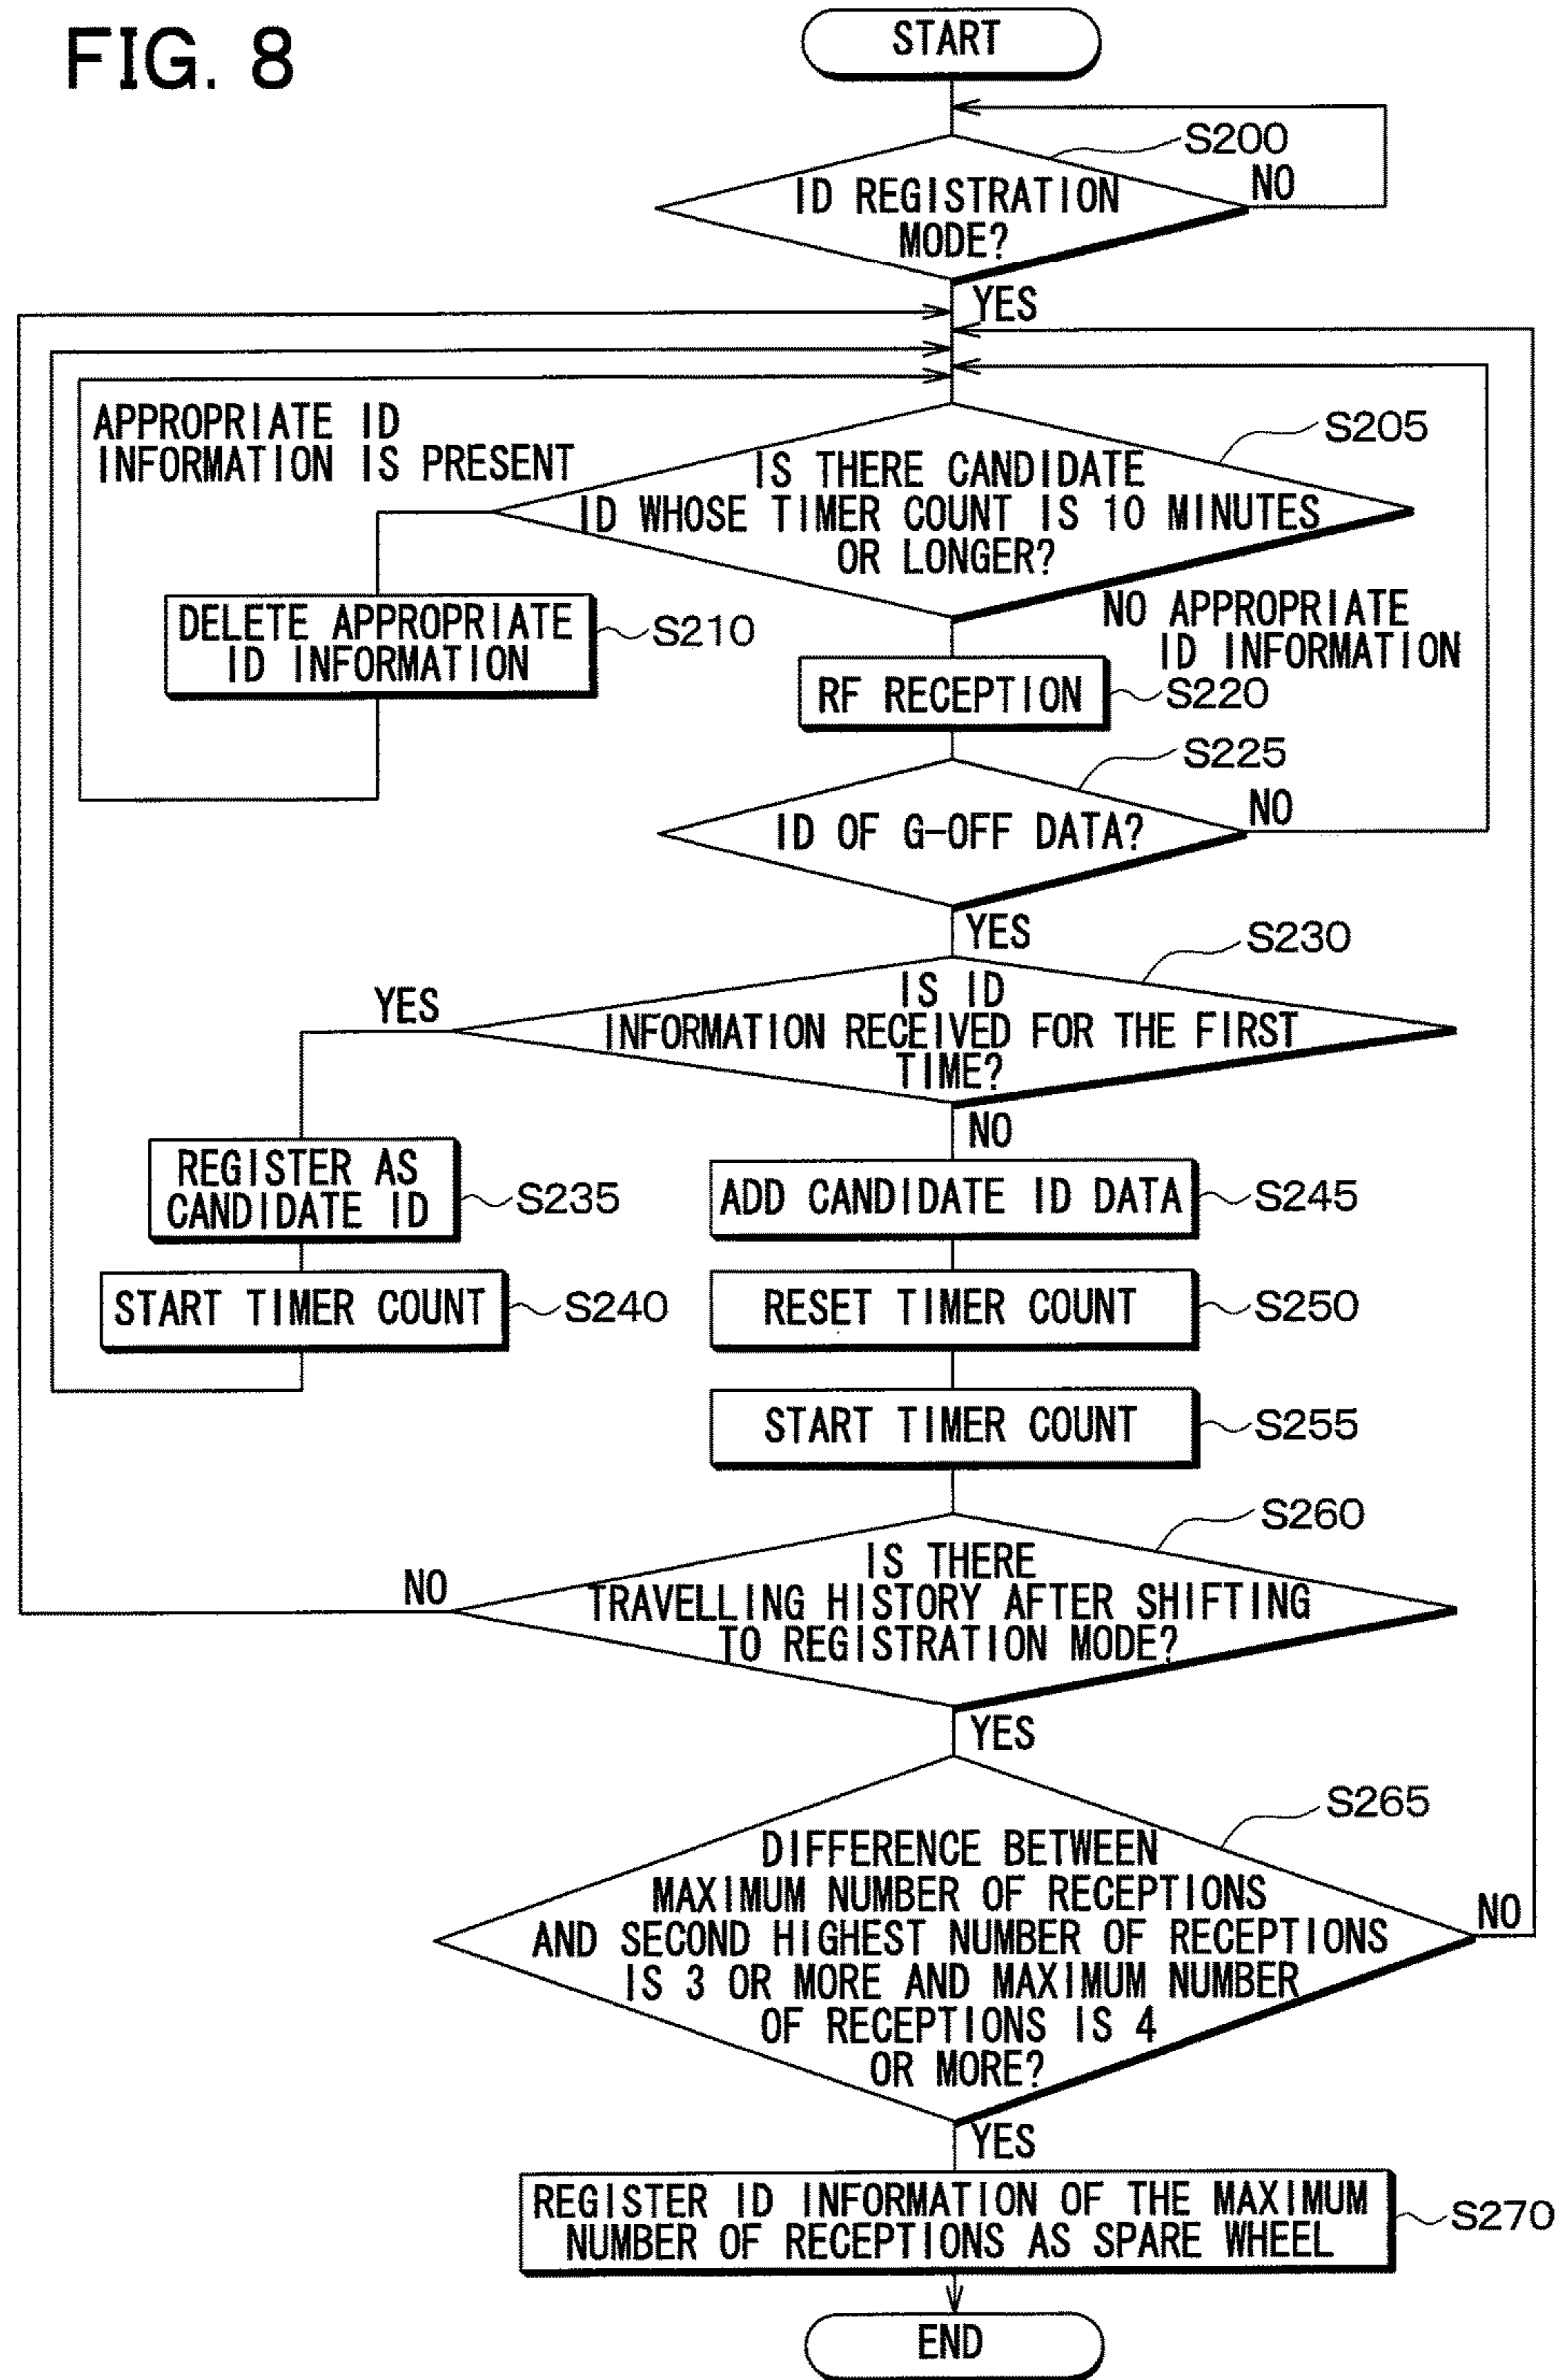 FIG. 8
START
S200
ID REGISTRATION
MODE?
NO
YES
APPROPRIATE ID
INFORMATION IS PRESENT
S205
IS THERE CANDIDATE
ID WHOSE TIMER COUNT IS 10 MINUTES
OR LONGER?
DELETE APPROPRIATE
ID INFORMATION
S210
NO APPROPRIATE
ID INFORMATION
RF RECEPTION
S220
S225
ID OF G-OFF DATA?
NO
YES
S230
IS ID
INFORMATION RECEIVED FOR THE FIRST
TIME?
YES
NO
REGISTER AS
CANDIDATE ID
S235
START TIMER COUNT
S240
ADD CANDIDATE ID DATA
S245
RESET TIMER COUNT
S250
START TIMER COUNT
S255
S260
IS THERE
TRAVELLING HISTORY AFTER SHIFTING
TO REGISTRATION MODE?
NO
YES
S265
DIFFERENCE BETWEEN
MAXIMUM NUMBER OF RECEPTIONS
AND SECOND HIGHEST NUMBER OF RECEPTIONS
IS 3 OR MORE AND MAXIMUM NUMBER
OF RECEPTIONS IS 4
OR MORE?
NO
YES
REGISTER ID INFORMATION OF THE MAXIMUM
NUMBER OF RECEPTIONS AS SPARE WHEEL
S270
END